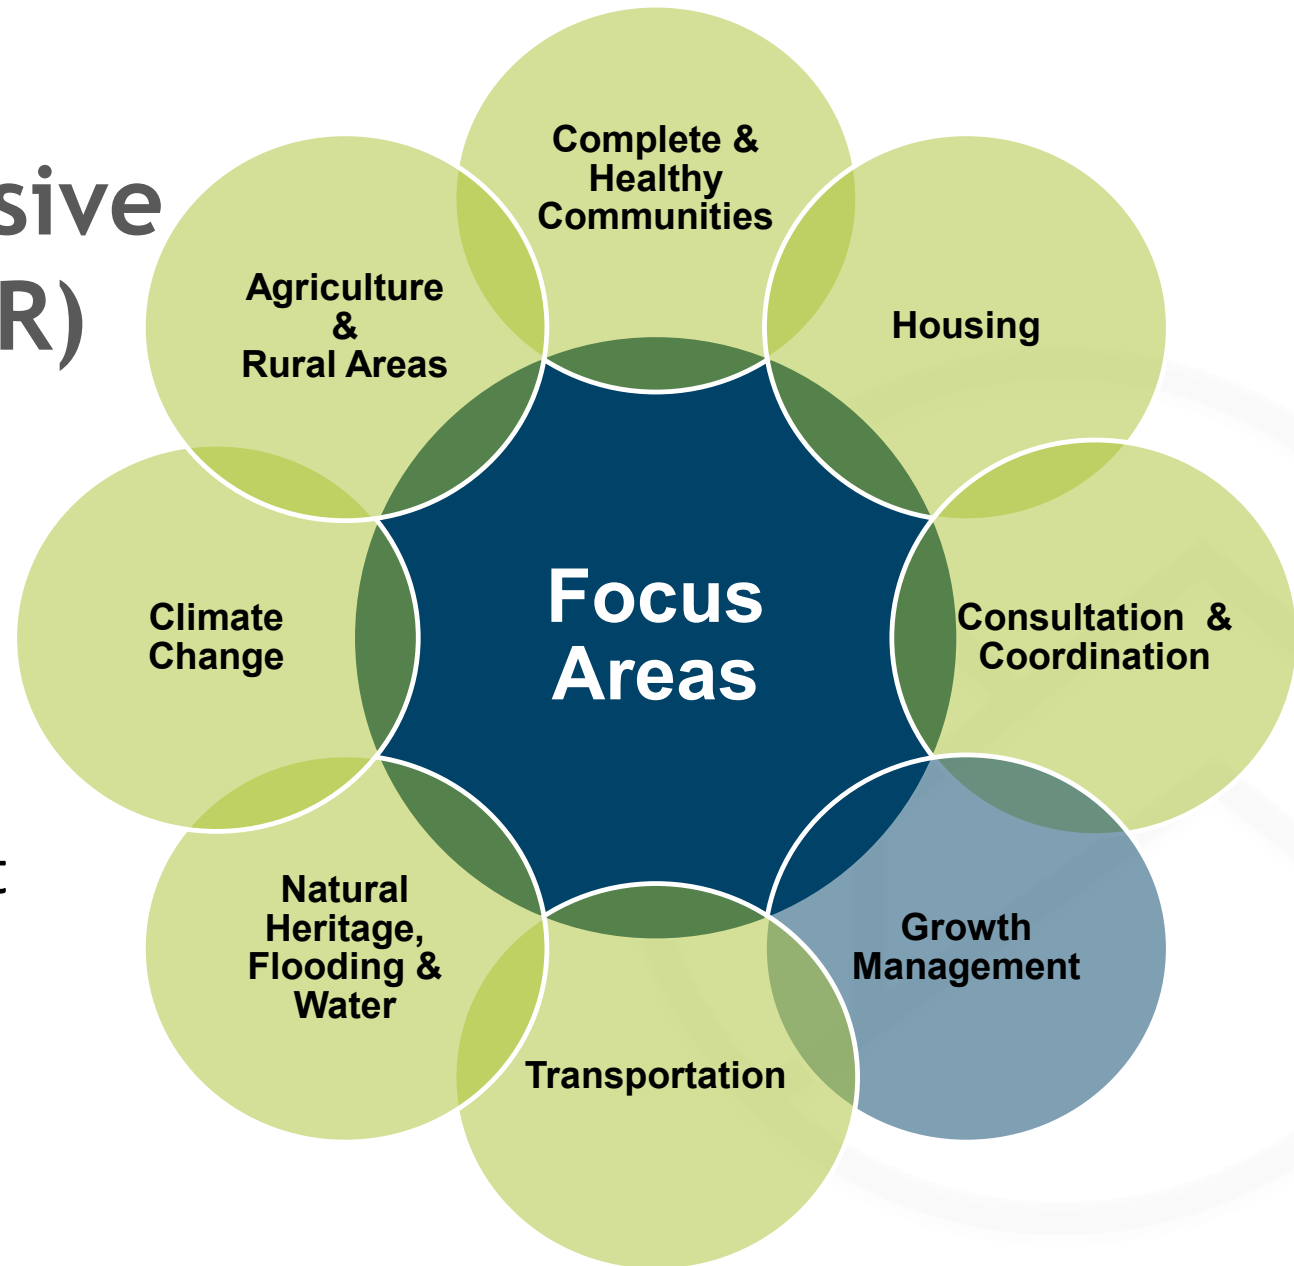 sive
R)
t
Complete &
Healthy
Communities
Housing
Consultation  &
Coordination
Growth
Management
Transportation
Natural
Heritage,
Flooding &
Water
Climate
Change
Agriculture
&
Rural Areas
Focus
Areas